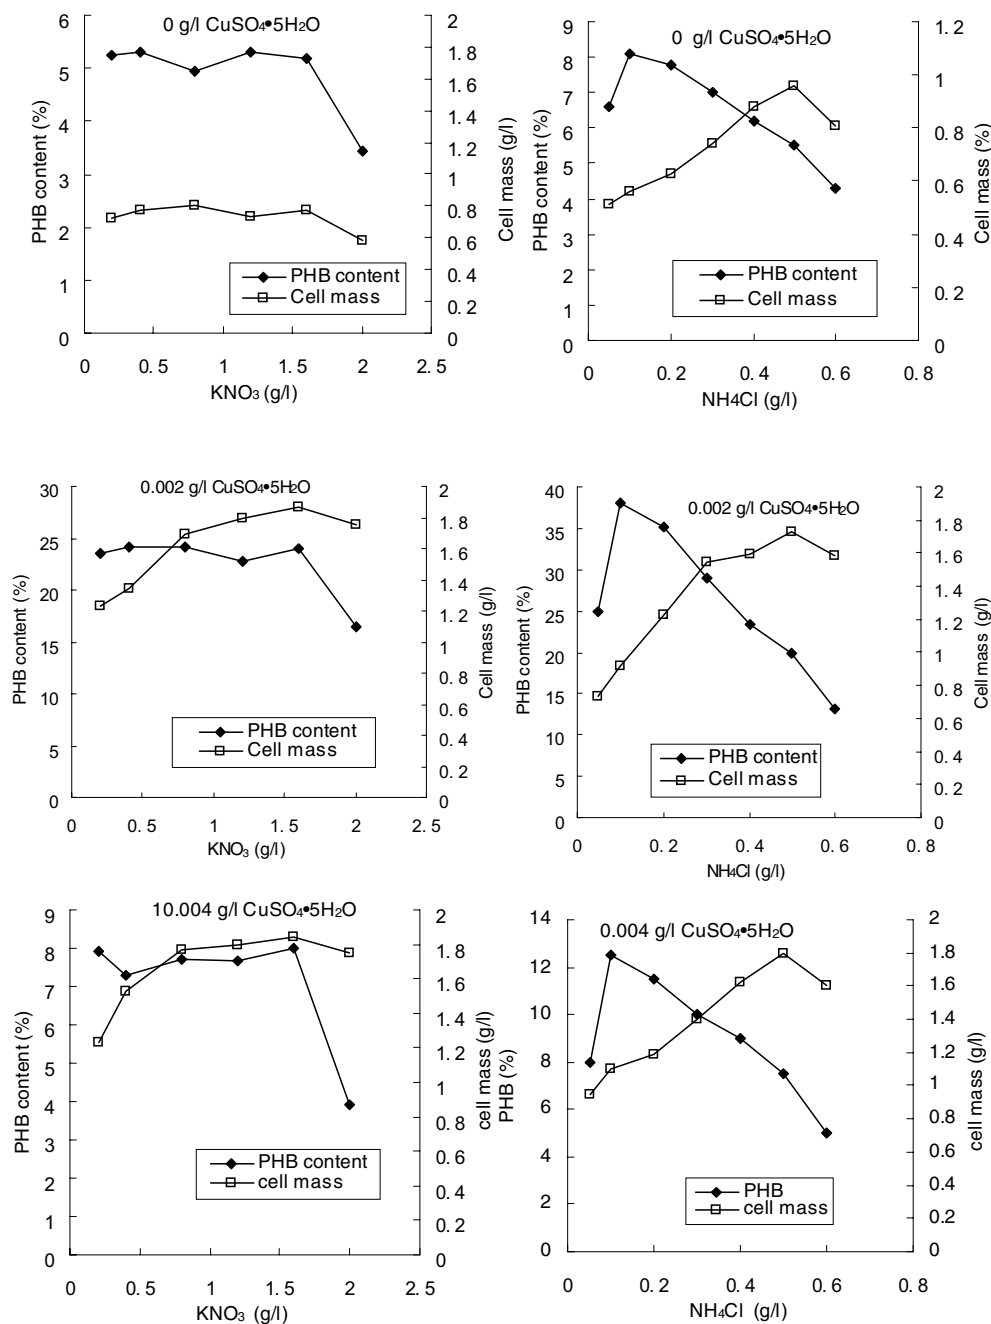 0 g/l CuSO₄•5H₂O
6
5
4
3
2
1
0
PHB content (%)
2
1. 8
1. 6
1. 4
1. 2
1
0. 8
0. 6
0. 4
0. 2
0
Cell mass (g/l)
PHB content
Cell mass
0 0. 5 1 1. 5 2 2. 5
KNO₃ (g/l)
0 g/l CuSO₄•5H₂O
9
8
7
6
5
4
3
2
1
0
PHB content (%)
1. 2
1
0. 8
0. 6
0. 4
0. 2
0
Cell mass (%)
PHB content
Cell mass
0 0. 2 0. 4 0. 6 0. 8
NH₄Cl (g/l)
0.002 g/l CuSO₄•5H₂O
30
25
20
15
10
5
0
PHB content (%)
2
1. 8
1. 6
1. 4
1. 2
1
0. 8
0. 6
0. 4
0. 2
0
Cell mass (g/l)
PHB content
Cell mass
0 0. 5 1 1. 5 2 2. 5
KNO₃ (g/l)
0.002 g/l CuSO₄•5H₂O
40
35
30
25
20
15
10
5
0
PHB content (%)
2
1. 8
1. 6
1. 4
1. 2
1
0. 8
0. 6
0. 4
0. 2
0
Cell mass (g/l)
PHB content
Cell mass
0 0. 2 0. 4 0. 6 0. 8
NH₄Cl (g/l)
10.004 g/l CuSO₄•5H₂O
9
8
7
6
5
4
3
2
1
0
PHB content (%)
2
1. 8
1. 6
1. 4
1. 2
1
0. 8
0. 6
0. 4
0. 2
0
cell mass (g/l)
PHB content
cell mass
0 0. 5 1 1. 5 2 2. 5
KNO₃ (g/l)
0.004 g/l CuSO₄•5H₂O
14
12
10
8
6
4
2
0
PHB (%)
2
1. 8
1. 6
1. 4
1. 2
1
0. 8
0. 6
0. 4
0. 2
0
cell mass (g/l)
PHB
cell mass
0 0. 2 0. 4 0. 6 0. 8
NH₄Cl (g/l)